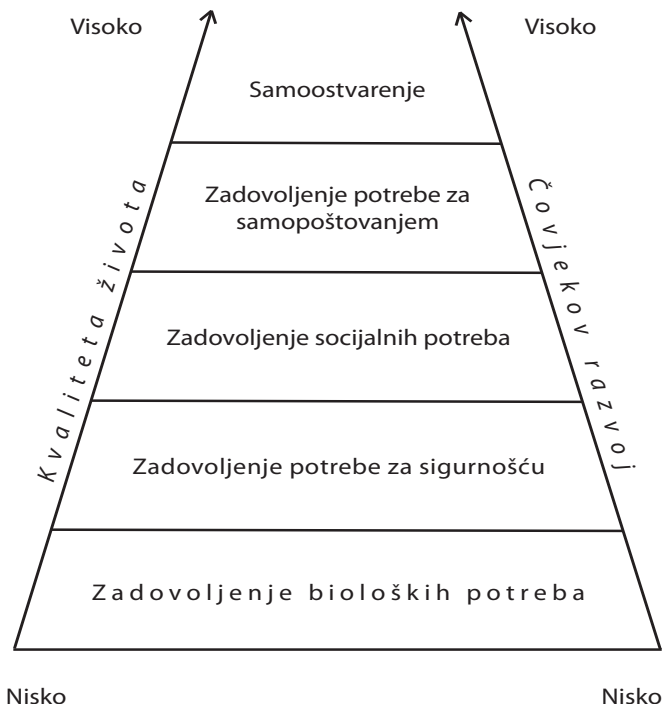 Visoko
Visoko
Samoostvarenje
Zadovoljenje potrebe za
samopoštovanjem
Kvaliteta života
Čovjekov razvoj
Zadovoljenje socijalnih potreba
Zadovoljenje potrebe za sigurnošću
Zadovoljenje bioloških potreba
Nisko
Nisko